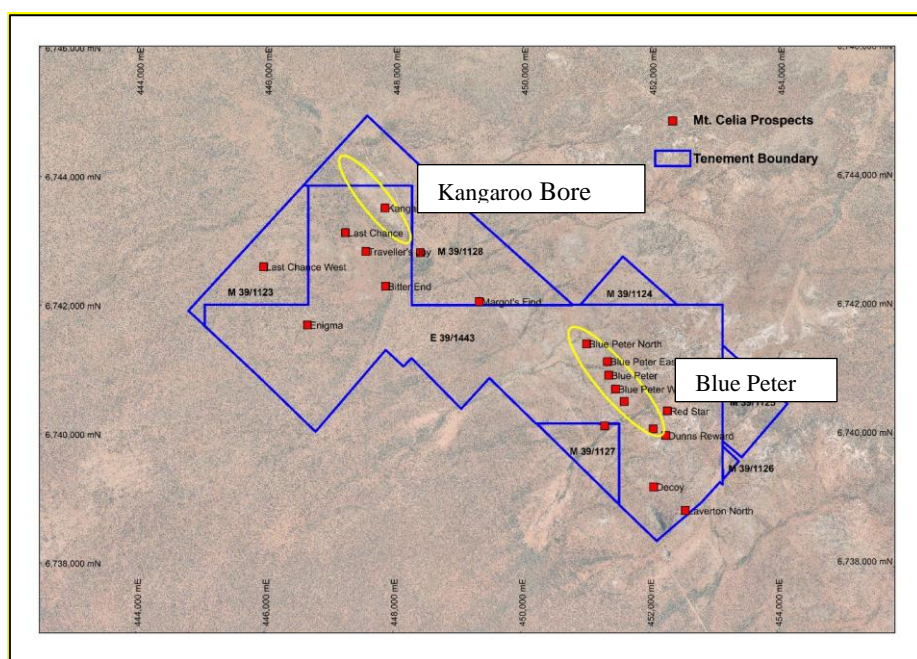 6,746,000 mN
444,000 mE
446,000 mE
448,000 mE
450,000 mE
452,000 mE
454,000 mE
Mt. Celia Prospects
Tenement Boundary
6,744,000 mN
6,744,000 mN
Kangaroo Bore
Last Chance
Traveller's
M 39/1128
Last Chance West
M 39/1123
Bitter End
Margot's Find
M 39/1124
6,742,000 mN
6,742,000 mN
Enigma
E 39/1443
Blue Peter North
Blue Peter
Blue Peter
Blue Peter
Blue Peter
M 39/1125
Red Star
6,740,000 mN
6,740,000 mN
Dunns Reward
M 39/1127
M 39/1126
Decoy
Laverton North
6,738,000 mN
6,738,000 mN
444,000 mE
446,000 mE
448,000 mE
450,000 mE
452,000 mE
454,000 mE